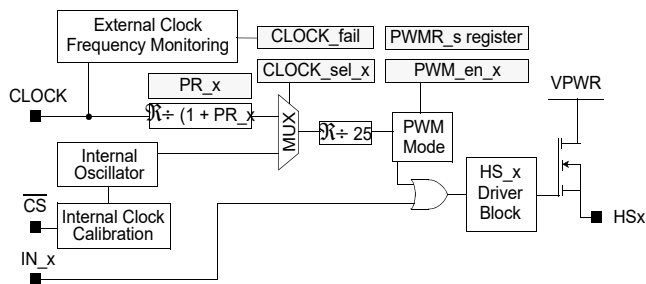 External Clock
Frequency Monitoring
CLOCK_fail
PWMR_s register
CLOCK_sel_x
PWM_en_x
PR_x
VPWR
CLOCK
ℜ÷ (1 + PR_x
MUX
ℜ÷ 25
PWM
Mode
Internal
Oscillator
HS_x
Driver
Block
CS
Internal Clock
Calibration
HSx
IN_x